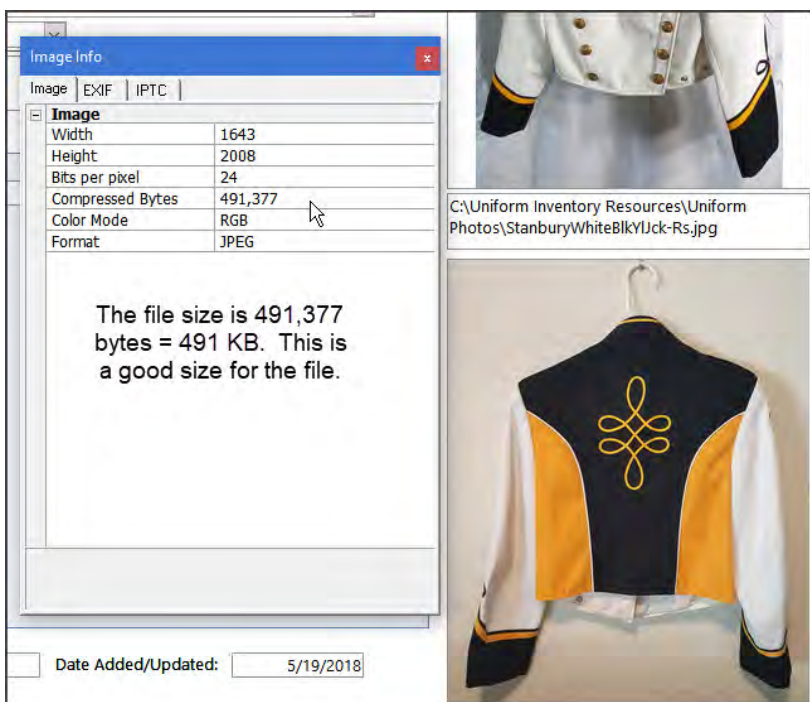 Image Info
x
Image EXIF IPTC
Image
Width 1643
Height 2008
Bits per pixel 24
Compressed Bytes 491,377
Color Mode RGB
Format JPEG
The file size is 491,377
bytes = 491 KB. This is
a good size for the file.
C:\Uniform Inventory Resources\Uniform
Photos\StanburyWhiteBlkYlJck-Rs.jpg
Date Added/Updated: 5/19/2018